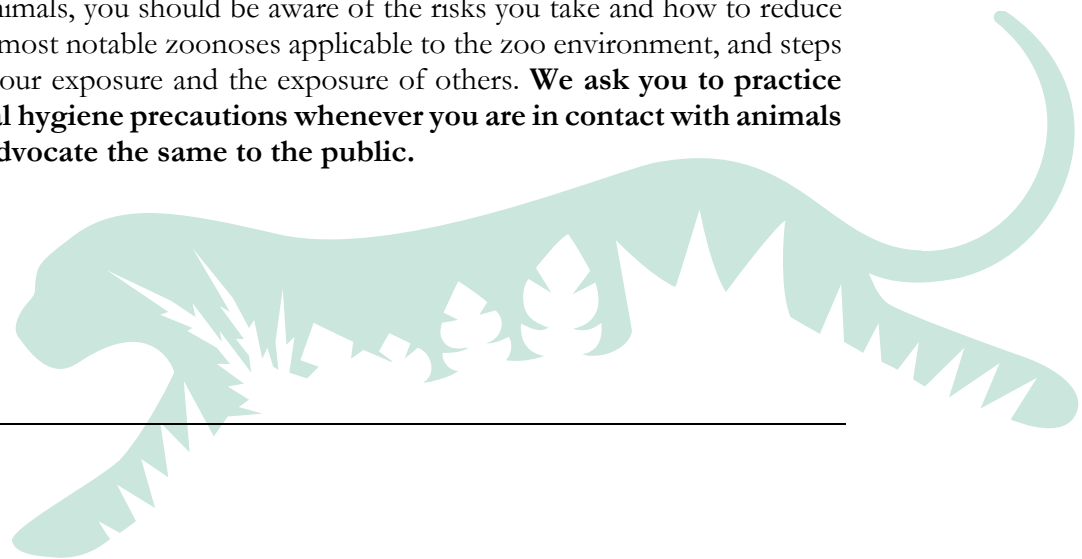 nimals, you should be aware of the risks you take and how to reduce
most notable zoonoses applicable to the zoo environment, and steps
our exposure and the exposure of others. We ask you to practice
al hygiene precautions whenever you are in contact with animals
dvocate the same to the public.